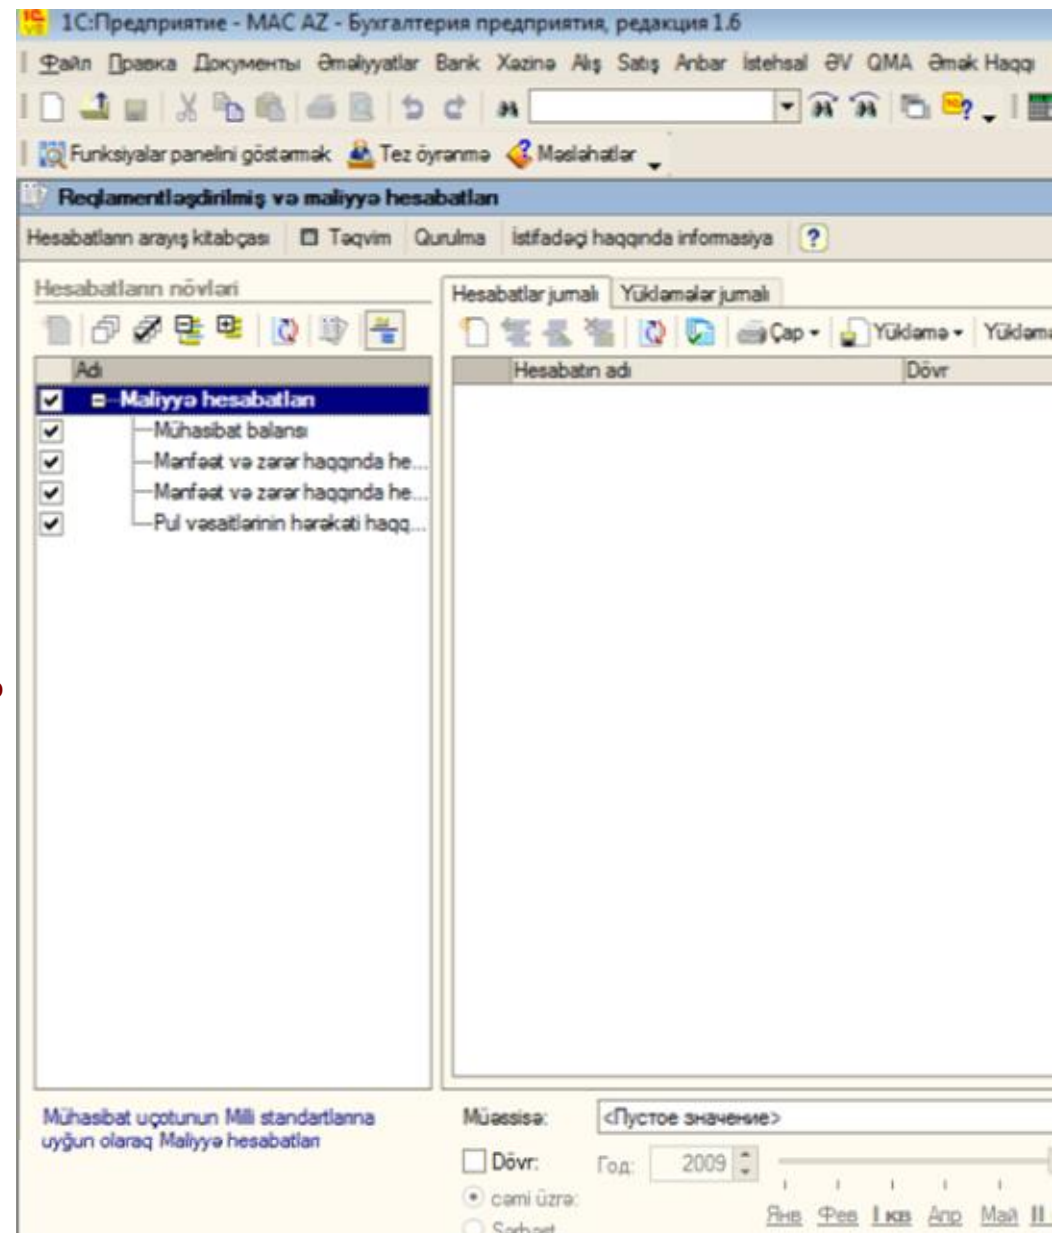 1С:Предприятие - MAC AZ - Бухгалтерия предприятия, редакция 1.6
Файл Правка Документы Əməliyyatlar Bank Xəzinə Alış Satış Anbar İstehsal ƏV QMA Əmək Haqqı
Funksiyalar panelini göstərmək Tez öyrənmə Məsləhətlər
Reqlamentləşdirilmiş və maliyyə hesabatları
Hesabatların arayış kitabçası Təqvim Qurulma İstifadəçi haqqında informasiya ?
Hesabatların növləri
Hesabatlar jurnalı Yükləmələr jurnalı
Çap Yükləmə Yükləmə
Adı
Hesabatın adı Dövr
Maliyyə hesabatları
Mühasibat balansı
Mənfəət və zərər haqqında he...
Mənfəət və zərər haqqında he...
Pul vəsaitlərinin hərəkəti haqq...
Mühasibat uçotunun Milli standartlarına
uyğun olaraq Maliyyə hesabatları
Müəssisə: <Пустое значение>
Dövr: Год: 2009
cəmi üzrə:
Янв Фев I кв Апр Май II
Sərbəst